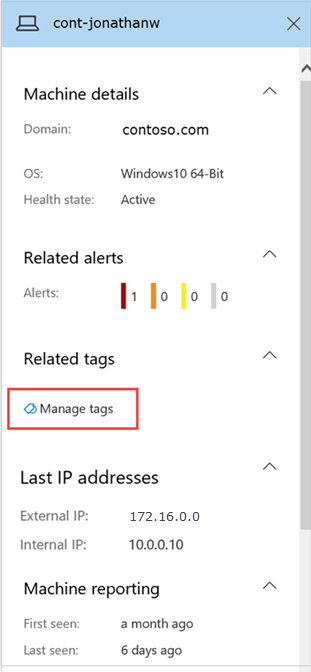 cont-jonathanw
Machine details
Domain: contoso.com
OS: Windows10 64-Bit
Health state: Active
Related alerts
Alerts: 1 0 0 0
Related tags
Manage tags
Last IP addresses
External IP: 172.16.0.0
Internal IP: 10.0.0.10
Machine reporting
First seen: a month ago
Last seen: 6 days ago